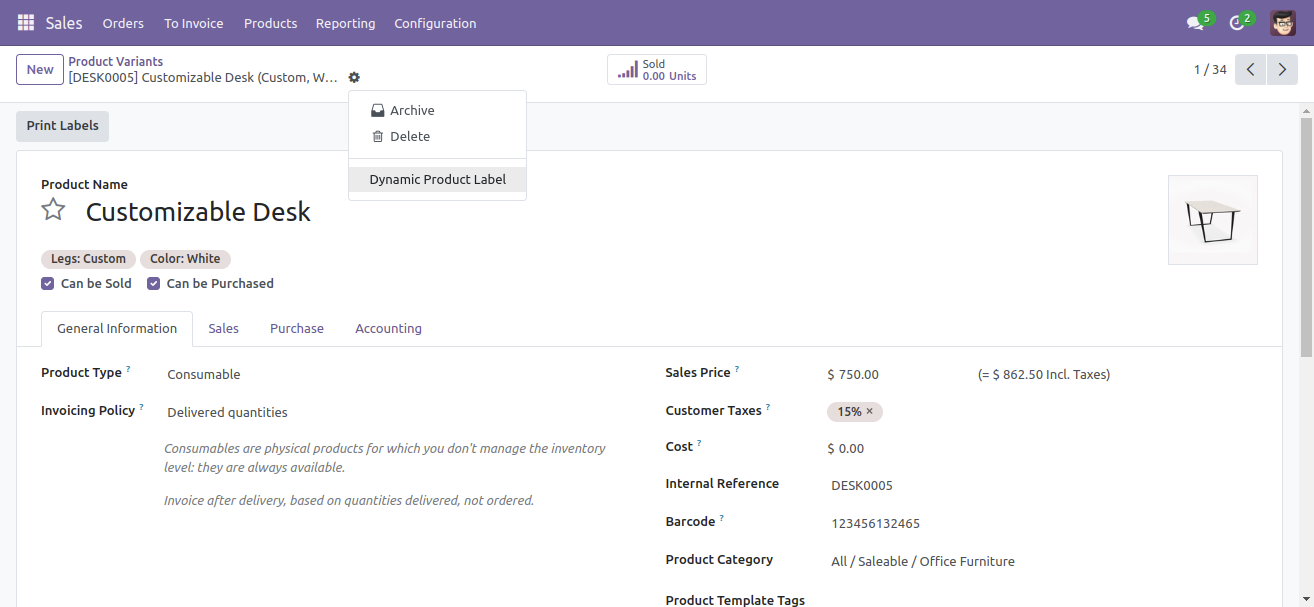 Sales Orders To Invoice Products Reporting Configuration 5 2
New Product Variants
[DESK0005] Customizable Desk (Custom, W...
Sold
0.00 Units
1 / 34
Archive
Delete
Dynamic Product Label
Print Labels
Product Name
Customizable Desk
Legs: Custom Color: White
Can be Sold Can be Purchased
General Information Sales Purchase Accounting
Product Type ? Consumable
Invoicing Policy ? Delivered quantities
Consumables are physical products for which you don't manage the inventory
level: they are always available.
Invoice after delivery, based on quantities delivered, not ordered.
Sales Price ? $ 750.00 (= $ 862.50 Incl. Taxes)
Customer Taxes ? 15% ×
Cost ? $ 0.00
Internal Reference DESK0005
Barcode ? 123456132465
Product Category All / Saleable / Office Furniture
Product Template Tags